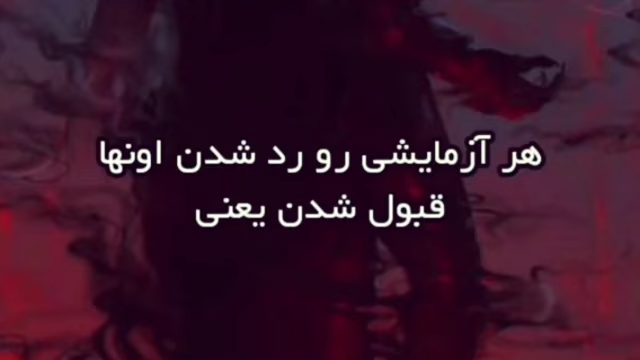 هر آزمایشی رو رد شدن اونها
قبول شدن یعنی